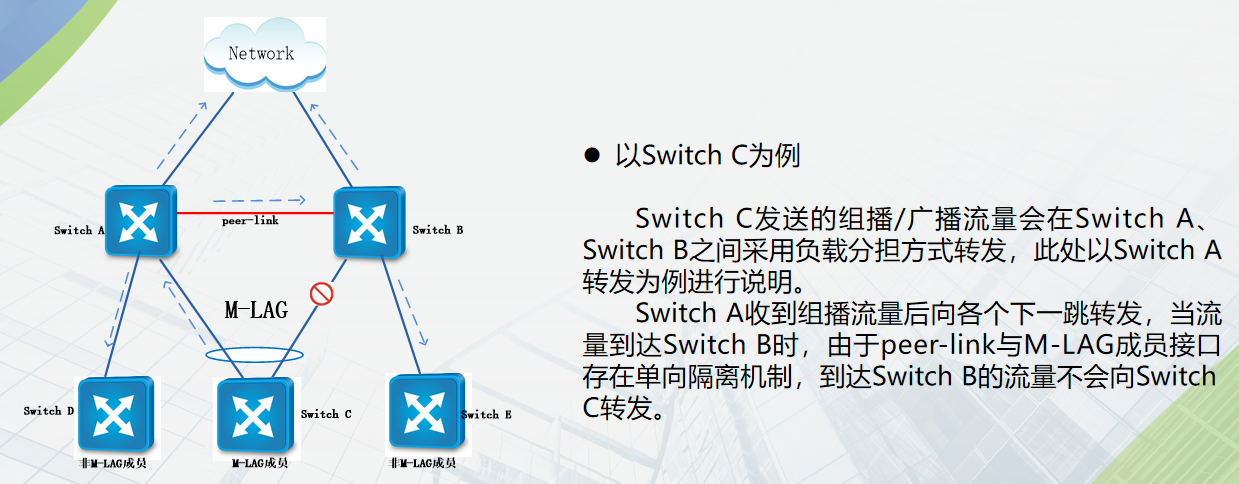 Network
peer-link
Switch A
Switch B
M-LAG
Switch D
Switch C
Switch E
非M-LAG成员
M-LAG成员
非M-LAG成员
● 以Switch C为例
Switch C发送的组播/广播流量会在Switch A、
Switch B之间采用负载分担方式转发，此处以Switch A
转发为例进行说明。
Switch A收到组播流量后向各个下一跳转发，当流
量到达Switch B时，由于peer-link与M-LAG成员接口
存在单向隔离机制，到达Switch B的流量不会向Switch
C转发。